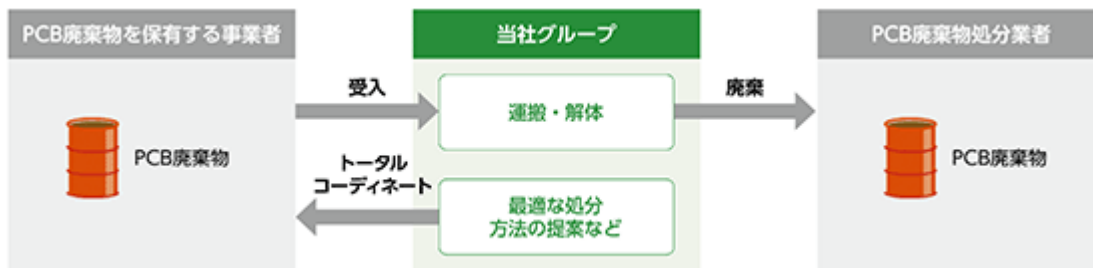 PCB廃棄物を保有する事業者
当社グループ
PCB廃棄物処分業者
受入
運搬・解体
廃棄
PCB廃棄物
PCB廃棄物
トータル
コーディネート
最適な処分
方法の提案など